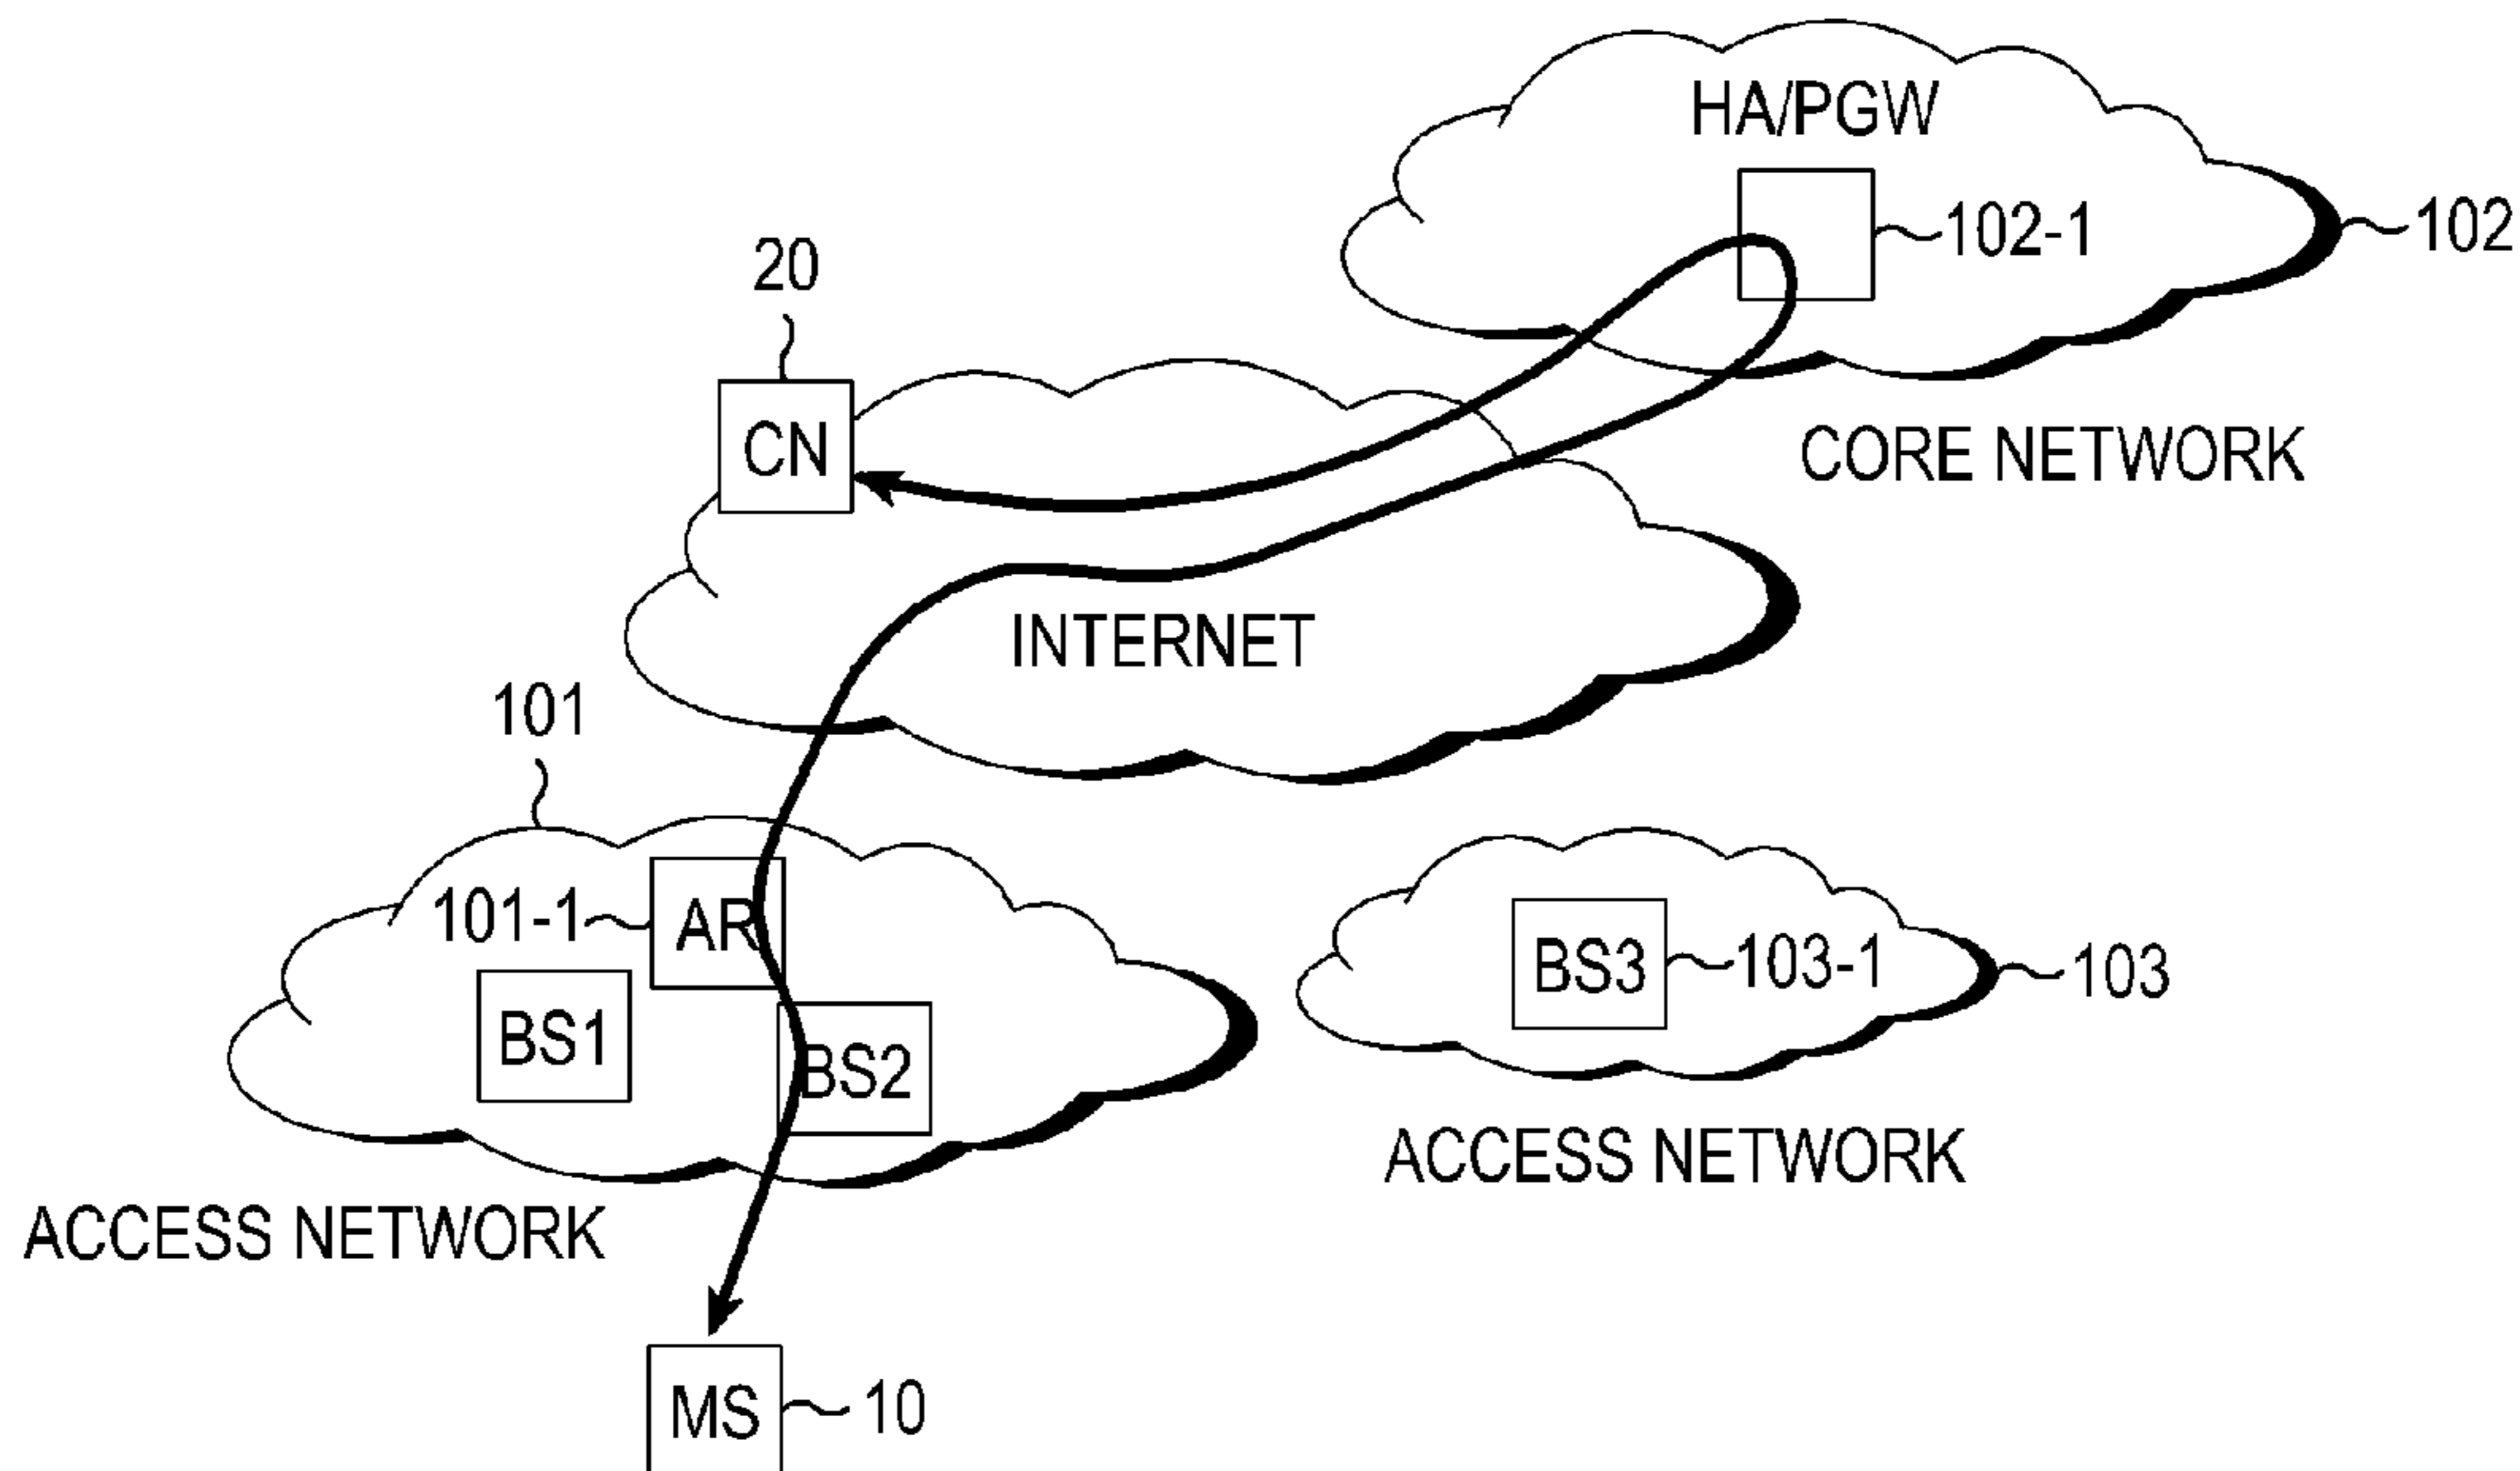 HA/PGW
102-1
102
20
CN
CORE NETWORK
INTERNET
101
101-1
AR
BS1
BS2
BS3
103-1
103
ACCESS NETWORK
ACCESS NETWORK
MS
10